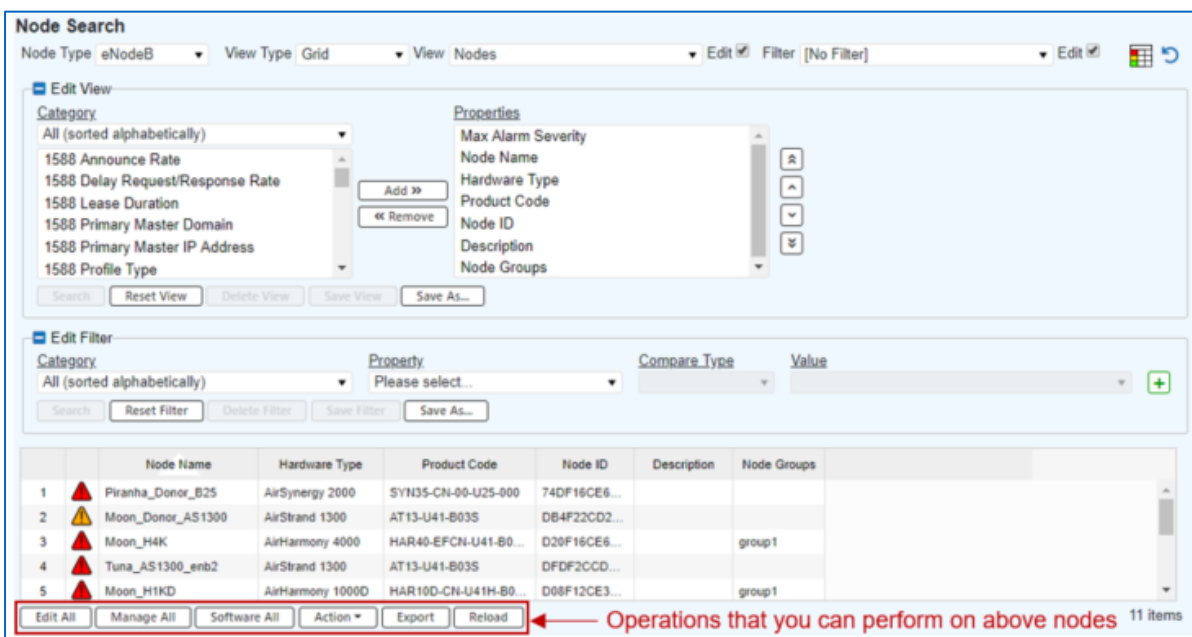 Node Search
Node Type eNodeB View Type Grid View Nodes Edit Filter [No Filter] Edit
Edit View
Category Properties
All (sorted alphabetically)
1588 Announce Rate
1588 Delay Request/Response Rate
1588 Lease Duration
1588 Primary Master Domain
1588 Primary Master IP Address
1588 Profile Type
Add »
« Remove
Max Alarm Severity
Node Name
Hardware Type
Product Code
Node ID
Description
Node Groups
Search Reset View Delete View Save View Save As...
Edit Filter
Category Property Compare Type Value
All (sorted alphabetically) Please select...
Search Reset Filter Delete Filter Save Filter Save As...
Node Name Hardware Type Product Code Node ID Description Node Groups
1 Piranha_Donor_B25 AirSynergy 2000 SYN35-CN-00-U25-000 74DF16CE6...
2 Moon_Donor_AS1300 AirStrand 1300 AT13-U41-B03S DB4F22CD2...
3 Moon_H4K AirHarmony 4000 HAR40-EFCN-U41-B0... D20F16CE6... group1
4 Tuna_AS1300_enb2 AirStrand 1300 AT13-U41-B03S DFDF2CCD...
5 Moon_H1KD AirHarmony 1000D HAR10D-CN-U41H-B0... D08F12CE3... group1
Edit All Manage All Software All Action Export Reload Operations that you can perform on above nodes 11 items